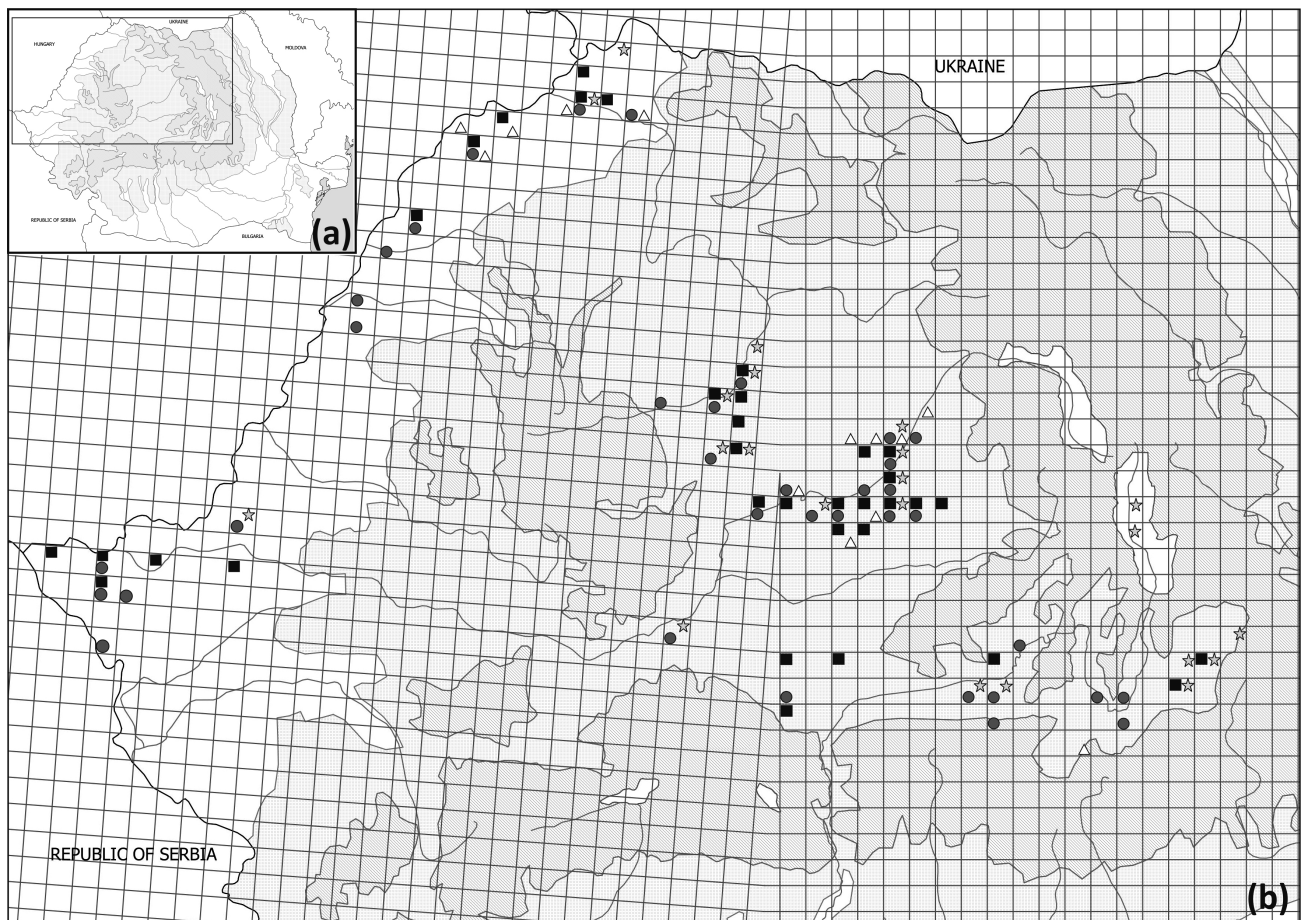 UKRAINE
HUNGARY
MOLDOVA
REPUBLIC OF SERBIA
BULGARIA
(a)
UKRAINE
REPUBLIC OF SERBIA
(b)